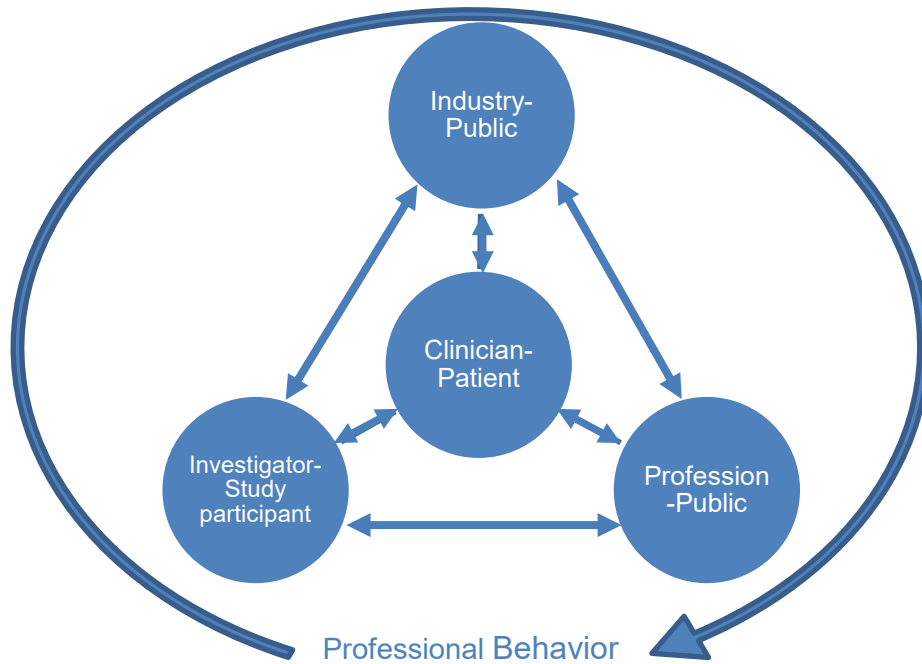 Industry-
Public
Clinician-
Patient
Investigator-
Study
participant
Profession
-Public
Professional Behavior